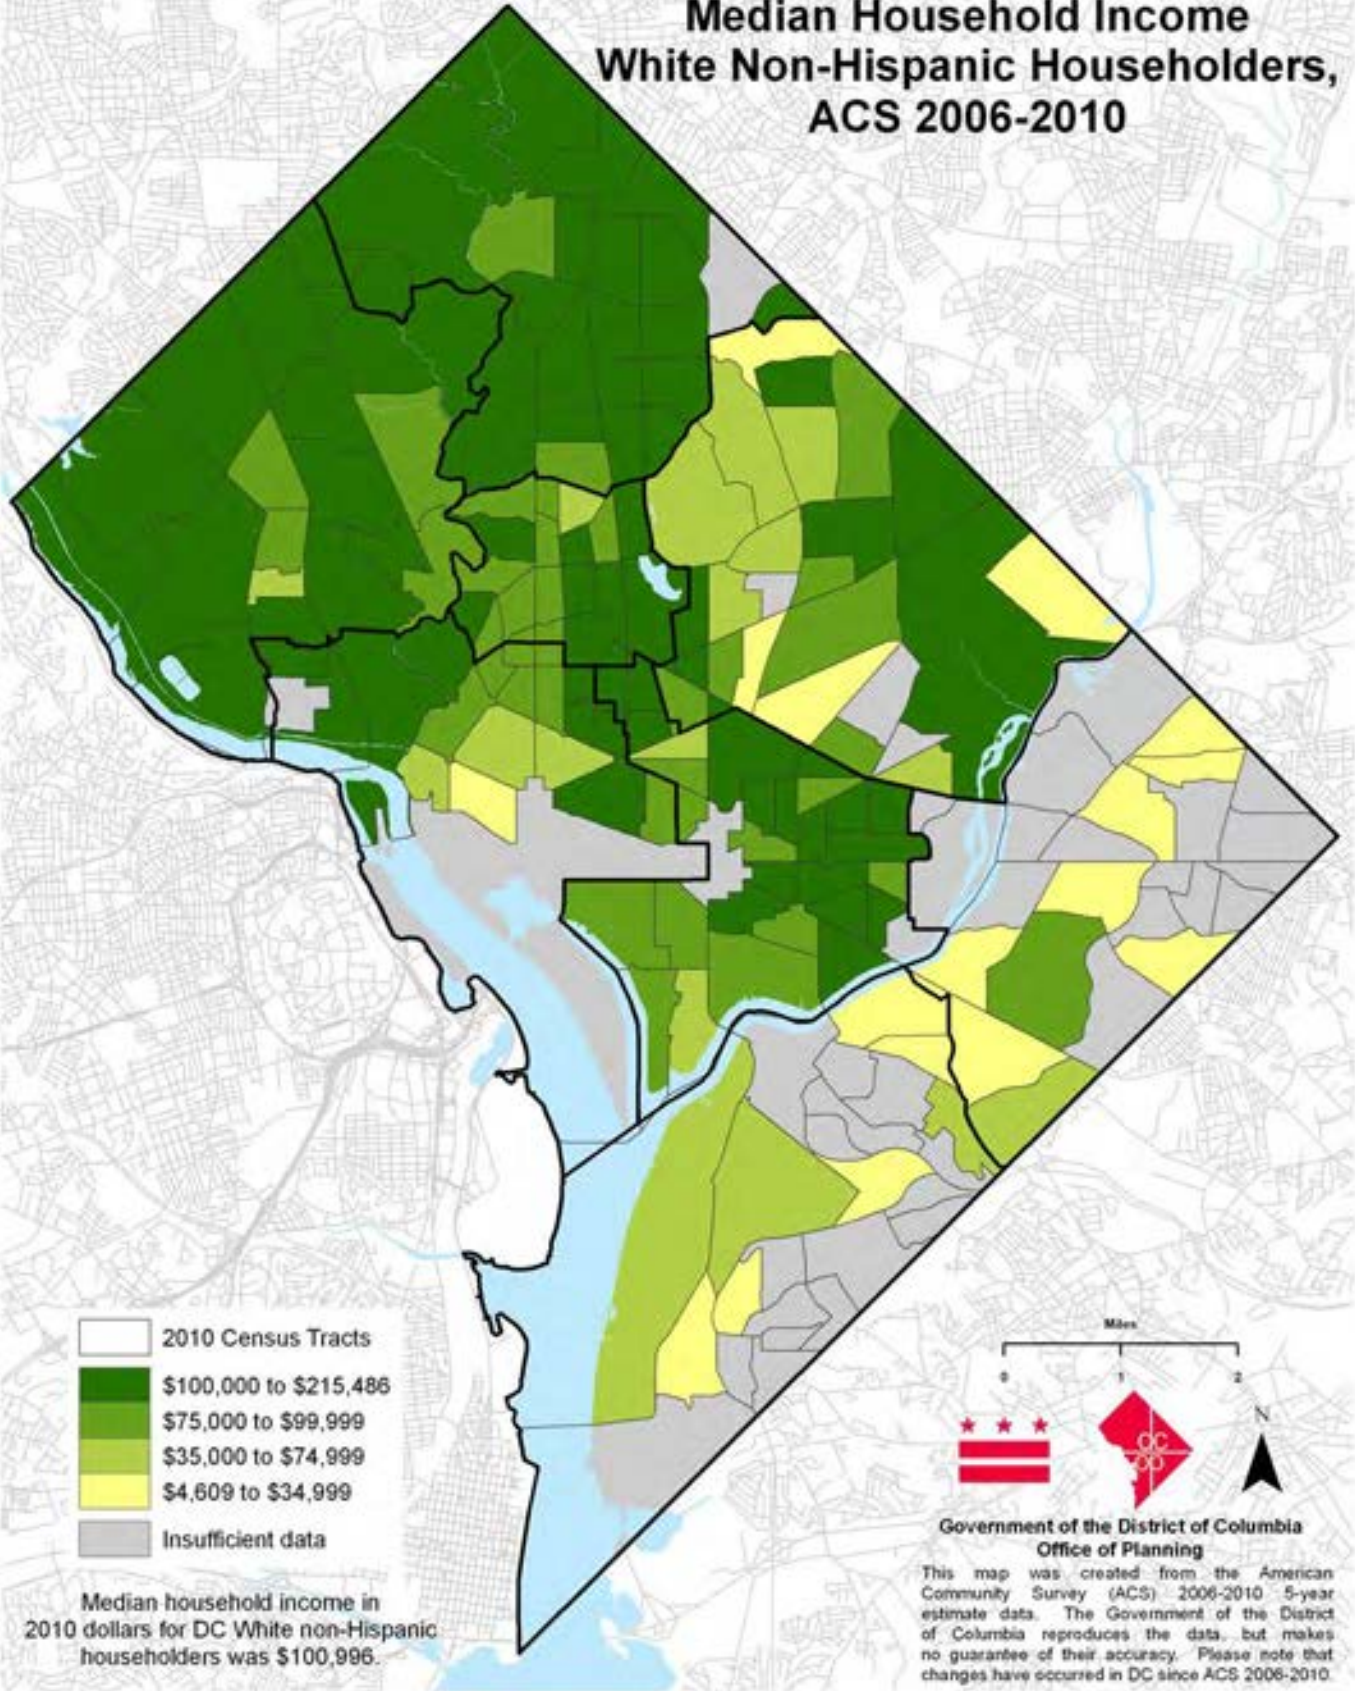 Median Household Income
White Non-Hispanic Householders,
ACS 2006-2010
2010 Census Tracts
$100,000 to $215,486
$75,000 to $99,999
$35,000 to $74,999
$4,609 to $34,999
Insufficient data
Median household income in
2010 dollars for DC White non-Hispanic
householders was $100,996.
Miles
0 1 2
N
DC
OP
Government of the District of Columbia
Office of Planning
This map was created from the American
Community Survey (ACS) 2006-2010 5-year
estimate data. The Government of the District
of Columbia reproduces the data, but makes
no guarantee of their accuracy. Please note that
changes have occurred in DC since ACS 2006-2010.